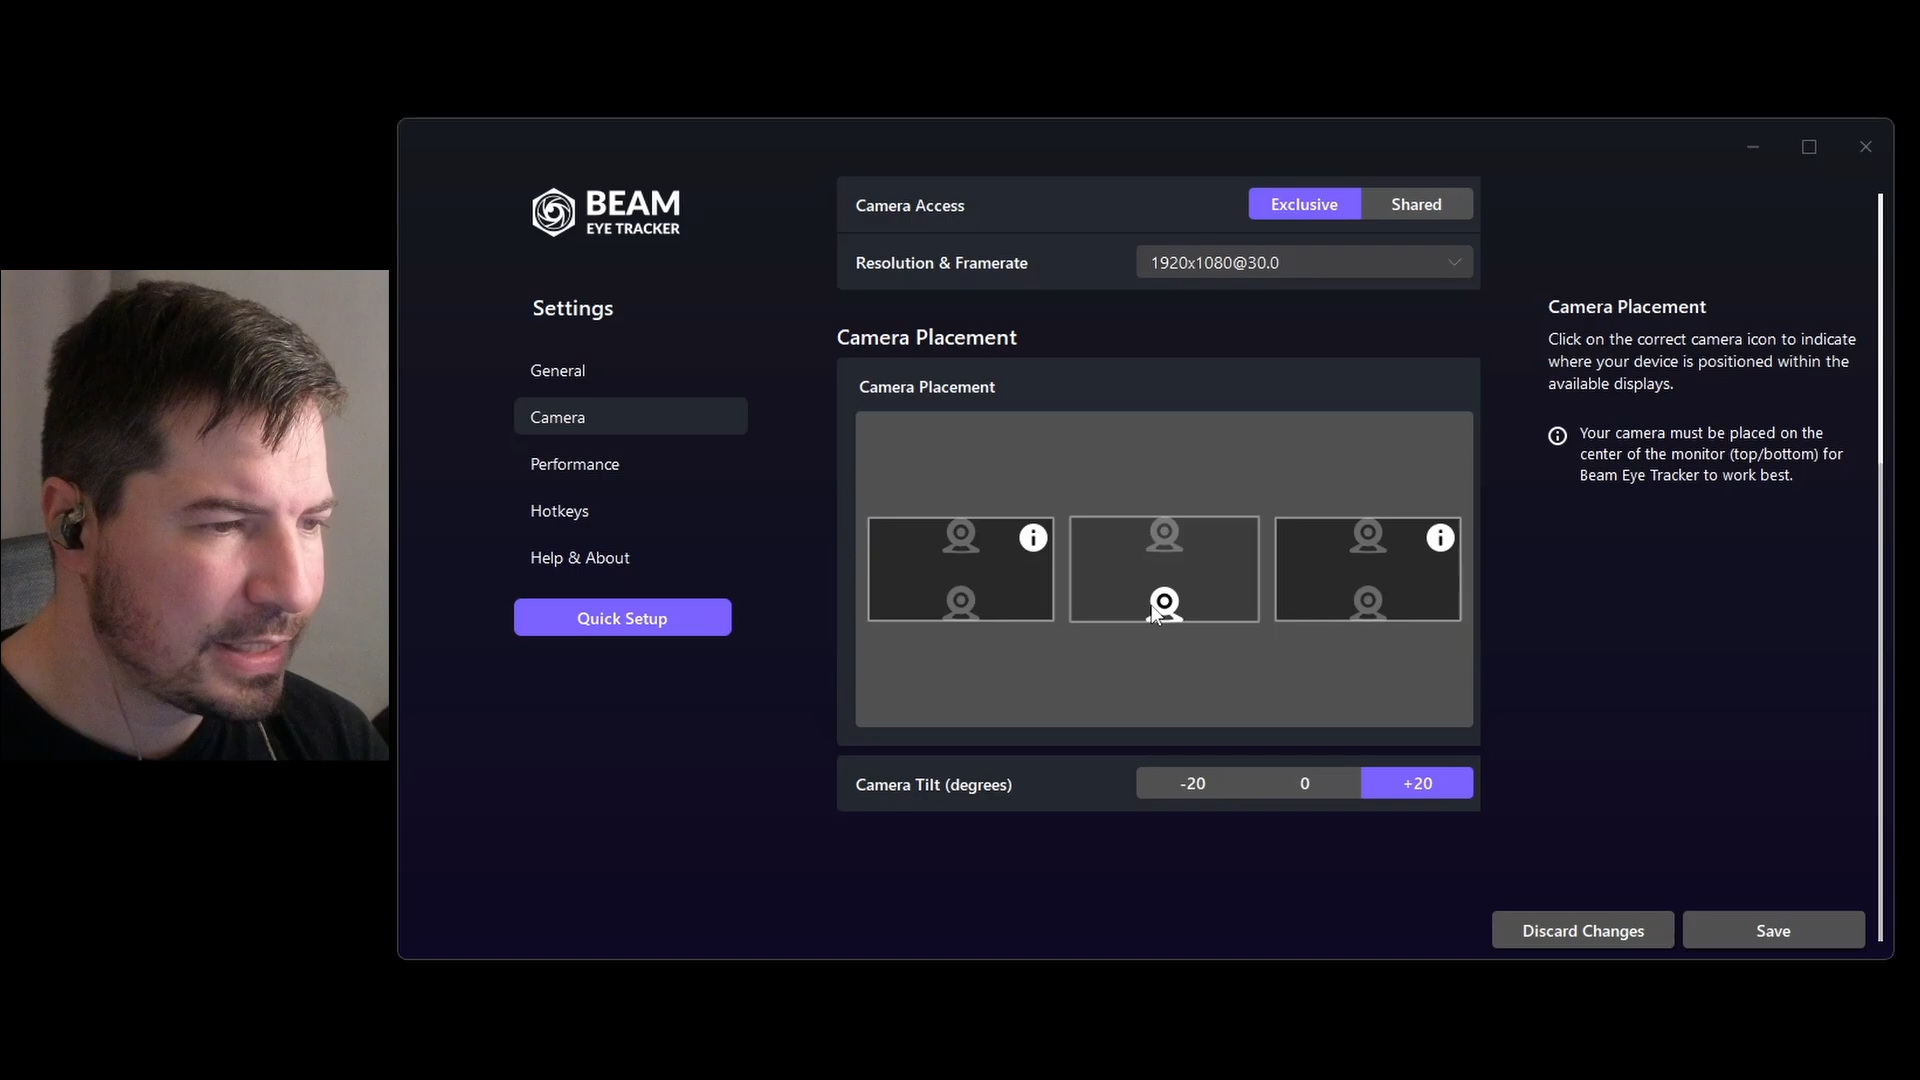 BEAM
EYE TRACKER
Settings
General
Camera
Performance
Hotkeys
Help & About
Quick Setup
Camera Access
Exclusive
Shared
Resolution & Framerate
1920x1080@30.0
Camera Placement
Camera Placement
Camera Tilt (degrees)
-20
0
+20
Camera Placement
Click on the correct camera icon to indicate
where your device is positioned within the
available displays.
Your camera must be placed on the
center of the monitor (top/bottom) for
Beam Eye Tracker to work best.
Discard Changes
Save